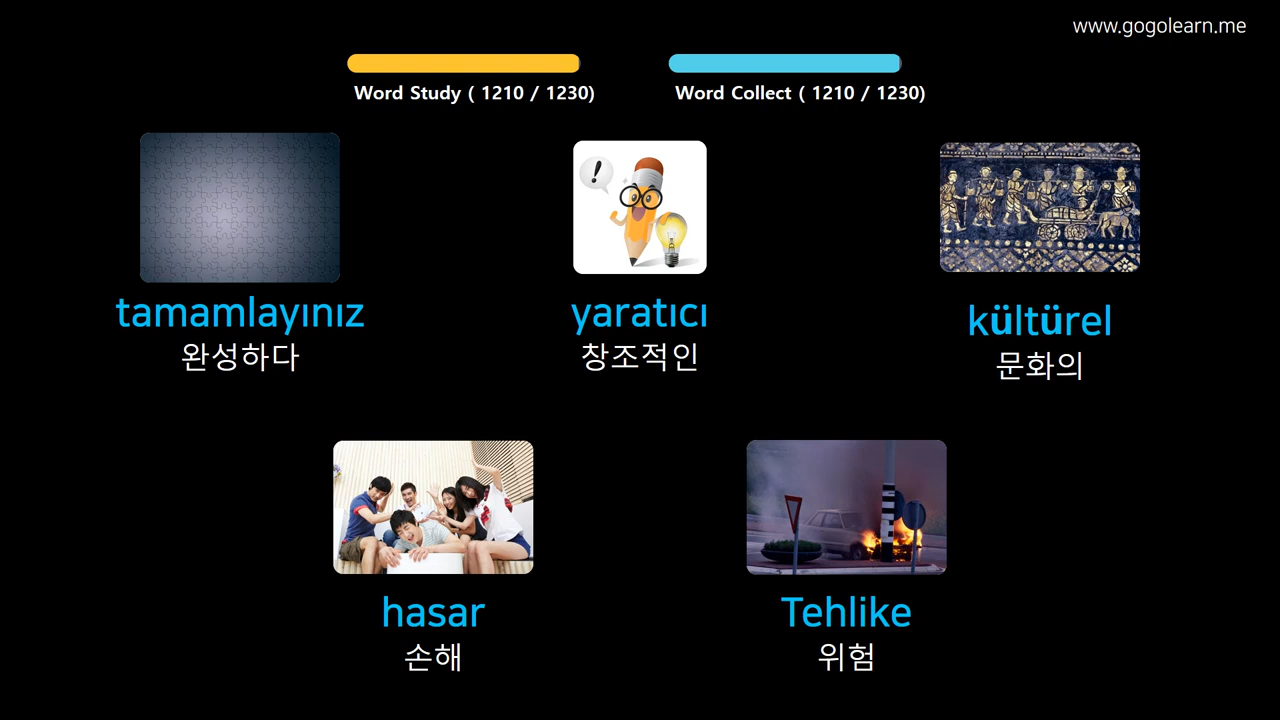 www.gogolearn.me
Word Study ( 1210 / 1230)
Word Collect ( 1210 / 1230)
tamamlayınız
완성하다
yaratıcı
창조적인
kültürel
문화의
hasar
손해
Tehlike
위험